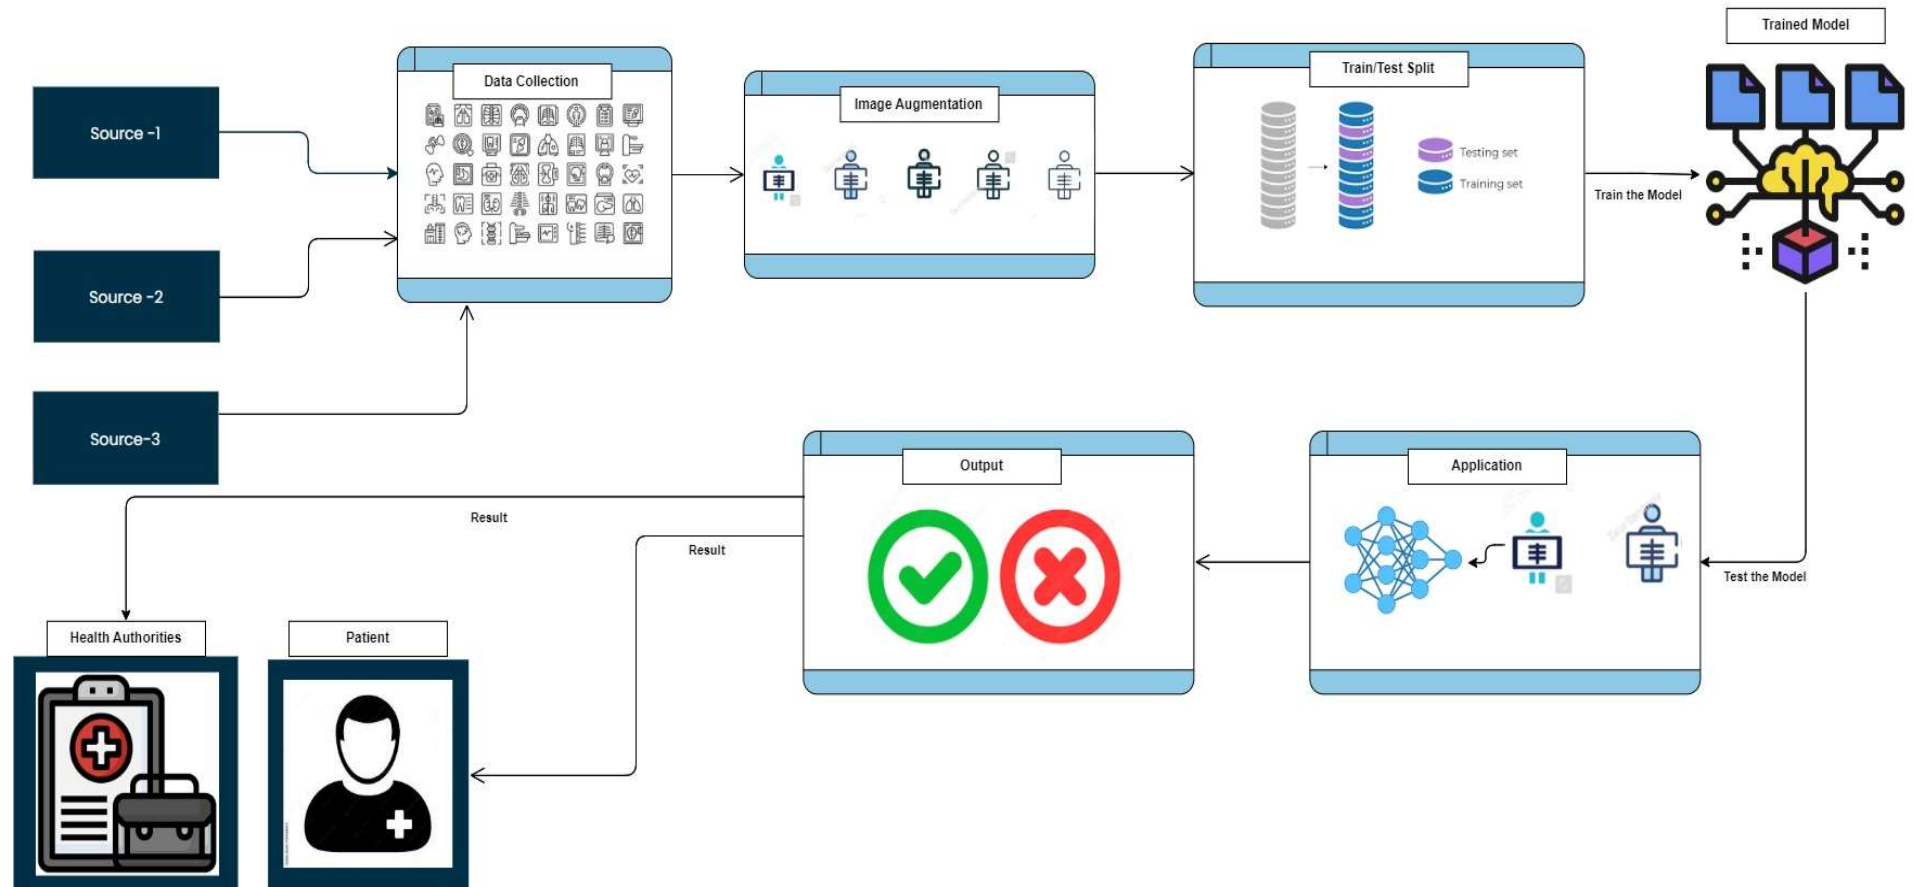 Trained Model
Data Collection
Train/Test Split
Image Augmentation
Source -1
Testing set
Training set
Train the Model
Source -2
Source-3
Output
Application
Result
Result
Test the Model
Health Authorities
Patient